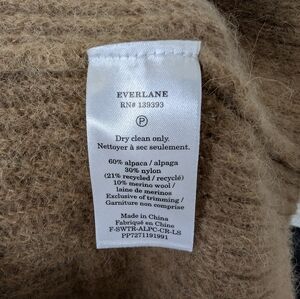 EVERLANE
RN# 139393
P
Dry clean only.
Nettoyer à sec seulement.
60% alpaca / alpaga
30% nylon
(21% recycled / recyclé)
10% merino wool /
laine de merinos
Exclusive of trimming /
Garniture non comprise
Made in China
Fabriqué en Chine
F-SWTR-ALPC-CR-LS
PP7271191991